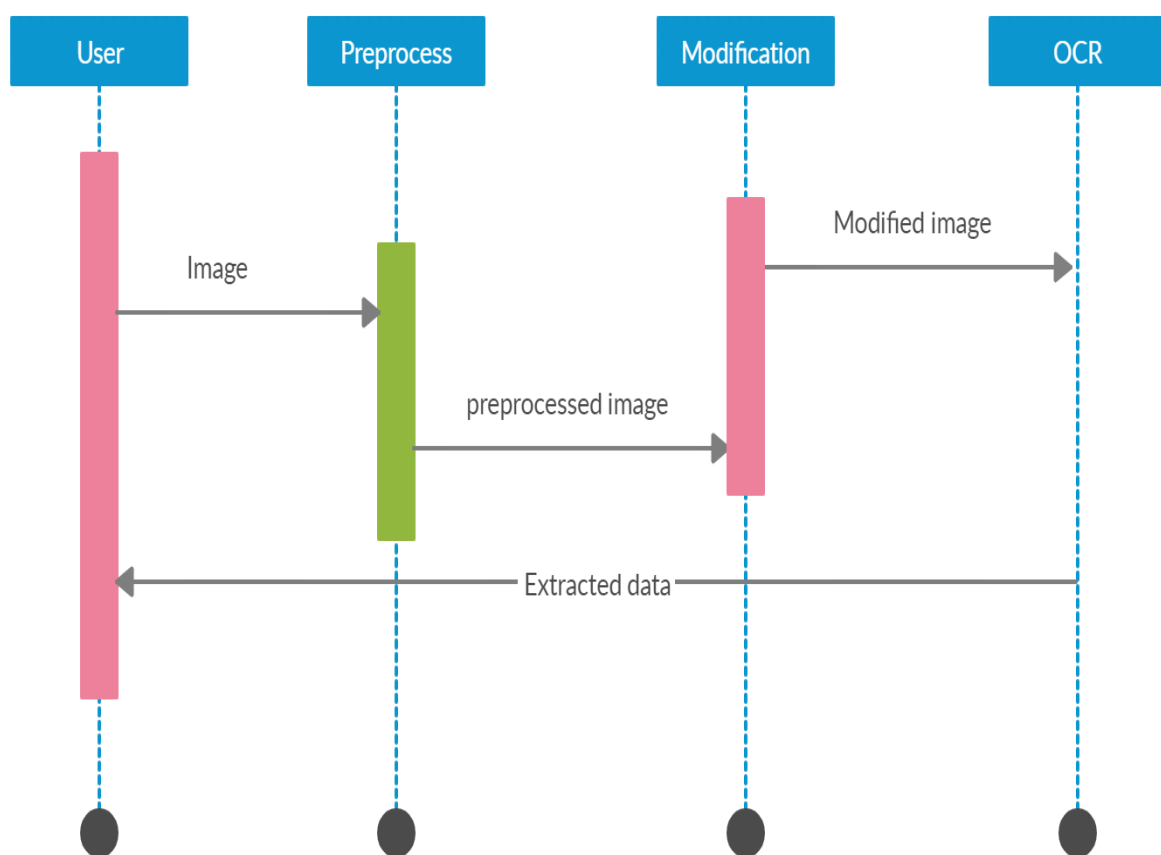 User
Preprocess
Modification
OCR
Modified image
Image
preprocessed image
Extracted data